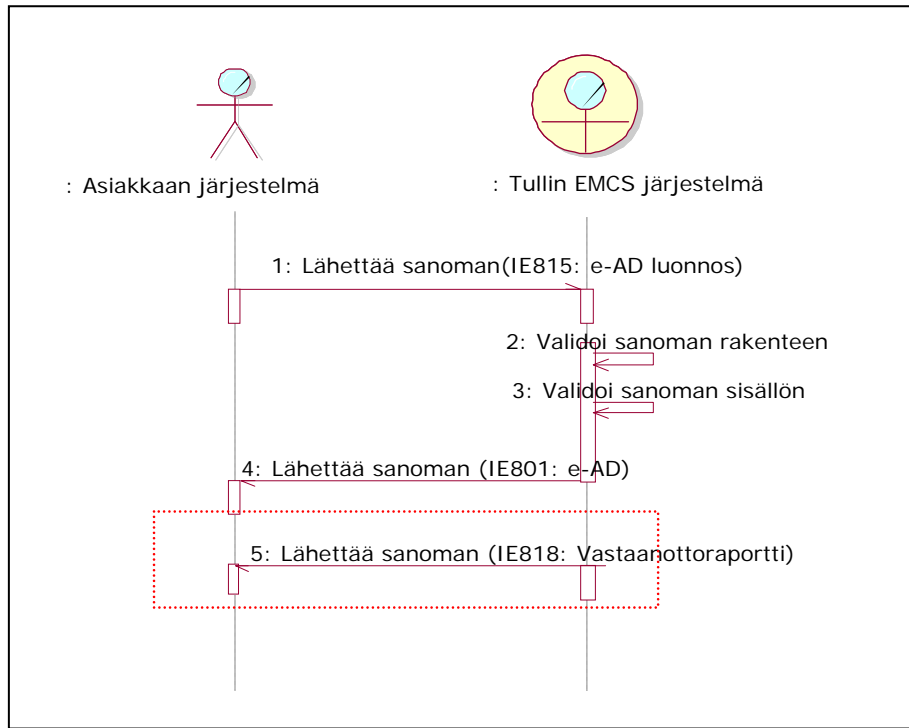 : Asiakkaan järjestelmä
: Tullin EMCS järjestelmä
1: Lähettää sanoman(IE815: e-AD luonnos)
2: Validoi sanoman rakenteen
3: Validoi sanoman sisällön
4: Lähettää sanoman (IE801: e-AD)
5: Lähettää sanoman (IE818: Vastaanottoraportti)